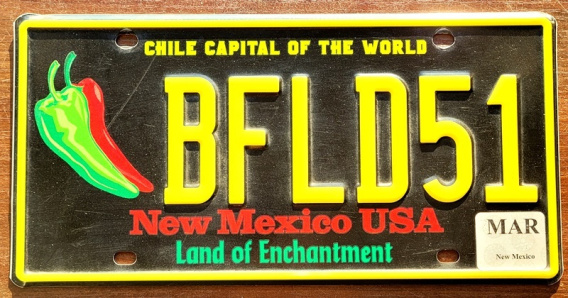 CHILE CAPITAL OF THE WORLD
BFLD51
New Mexico USA
Land of Enchantment
MAR
New Mexico